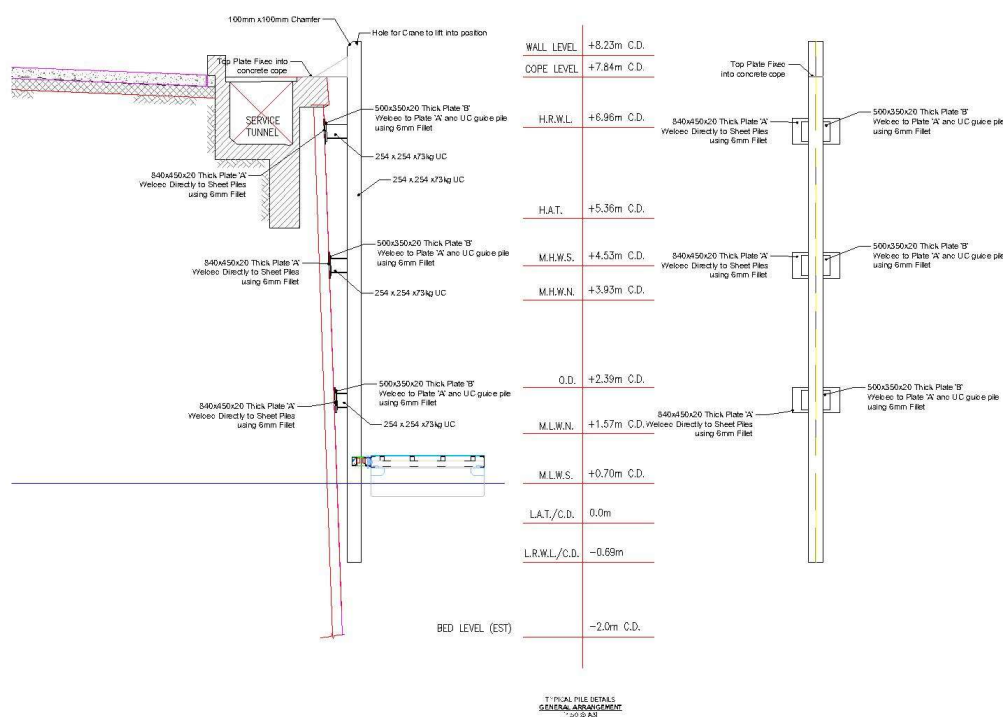 100mm x100mm Chamfer
Hole for Crane to lift into position
Top Plate Fixed into
concrete cope
SERVICE
TUNNEL
500x350x20 Thick Plate 'B'
Welded to Plate 'A' and UC guide pile
using 6mm Fillet
254 x 254 x73kg UC
840x450x20 Thick Plate 'A'
Welded Directly to Sheet Piles
using 6mm Fillet
254 x 254 x73kg UC
500x350x20 Thick Plate 'B'
Welded to Plate 'A' and UC guide pile
using 6mm Fillet
840x450x20 Thick Plate 'A'
Welded Directly to Sheet Piles
using 6mm Fillet
254 x 254 x73kg UC
500x350x20 Thick Plate 'B'
Welded to Plate 'A' and UC guide pile
using 6mm Fillet
840x450x20 Thick Plate 'A'
Welded Directly to Sheet Piles
using 6mm Fillet
254 x 254 x73kg UC
WALL LEVEL +8.23m C.D.
COPE LEVEL +7.84m C.D.
H.R.W.L. +6.96m C.D.
H.A.T. +5.36m C.D.
M.H.W.S. +4.53m C.D.
M.H.W.N. +3.93m C.D.
O.D. +2.39m C.D.
M.L.W.N. +1.57m C.D.
M.L.W.S. +0.70m C.D.
L.A.T./C.D. 0.0m
L.R.W.L./C.D. -0.69m
BED LEVEL (EST) -2.0m C.D.
Top Plate Fixed
into concrete cope
840x450x20 Thick Plate 'A'
Welded Directly to Sheet Piles
using 6mm Fillet
500x350x20 Thick Plate 'B'
Welded to Plate 'A' and UC guide pile
using 6mm Fillet
840x450x20 Thick Plate 'A'
Welded Directly to Sheet Piles
using 6mm Fillet
500x350x20 Thick Plate 'B'
Welded to Plate 'A' and UC guide pile
using 6mm Fillet
840x450x20 Thick Plate 'A'
Welded Directly to Sheet Piles
using 6mm Fillet
500x350x20 Thick Plate 'B'
Welded to Plate 'A' and UC guide pile
using 6mm Fillet
TYPICAL PILE DETAILS
GENERAL ARRANGEMENT